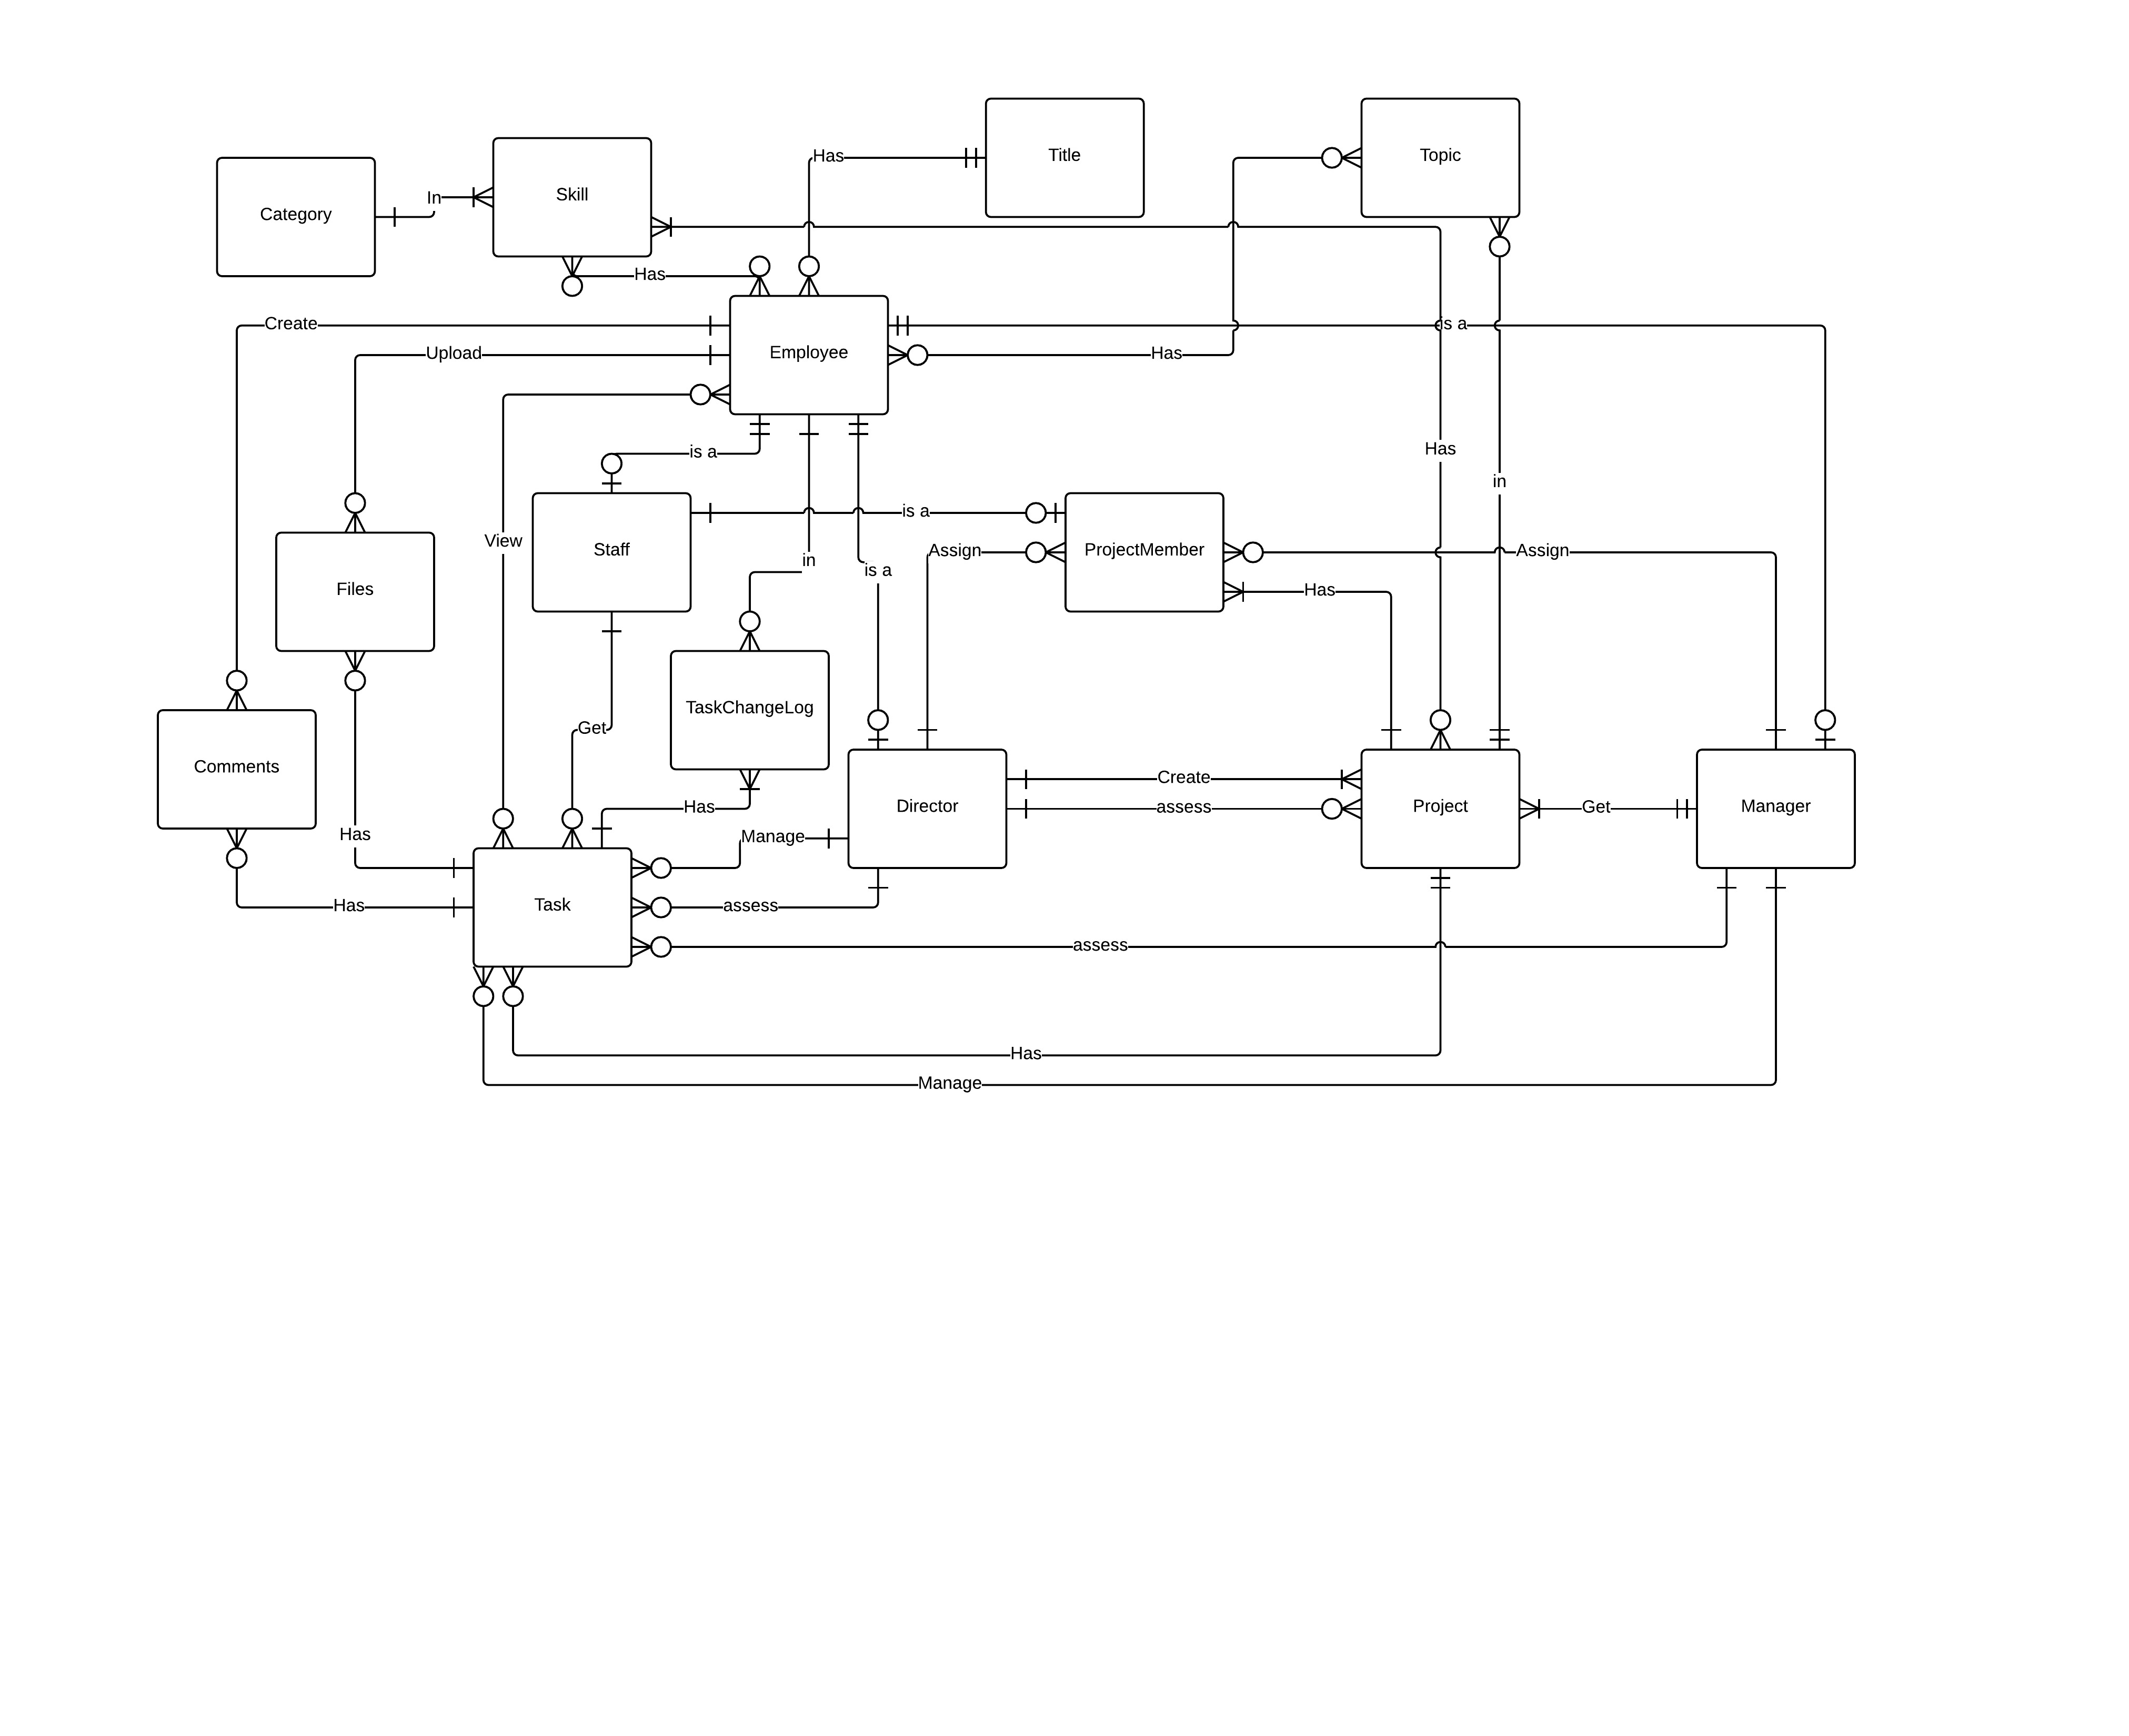 Title
Topic
Has
Category
In
Skill
Has
Create
is a
Upload
Employee
Has
Has
is a
in
is a
View
Staff
Assign
ProjectMember
Assign
in
is a
Files
Has
TaskChangeLog
Get
Comments
Create
Has
Director
assess
Project
Get
Manager
Has
Manage
Has
Task
assess
assess
Has
Manage